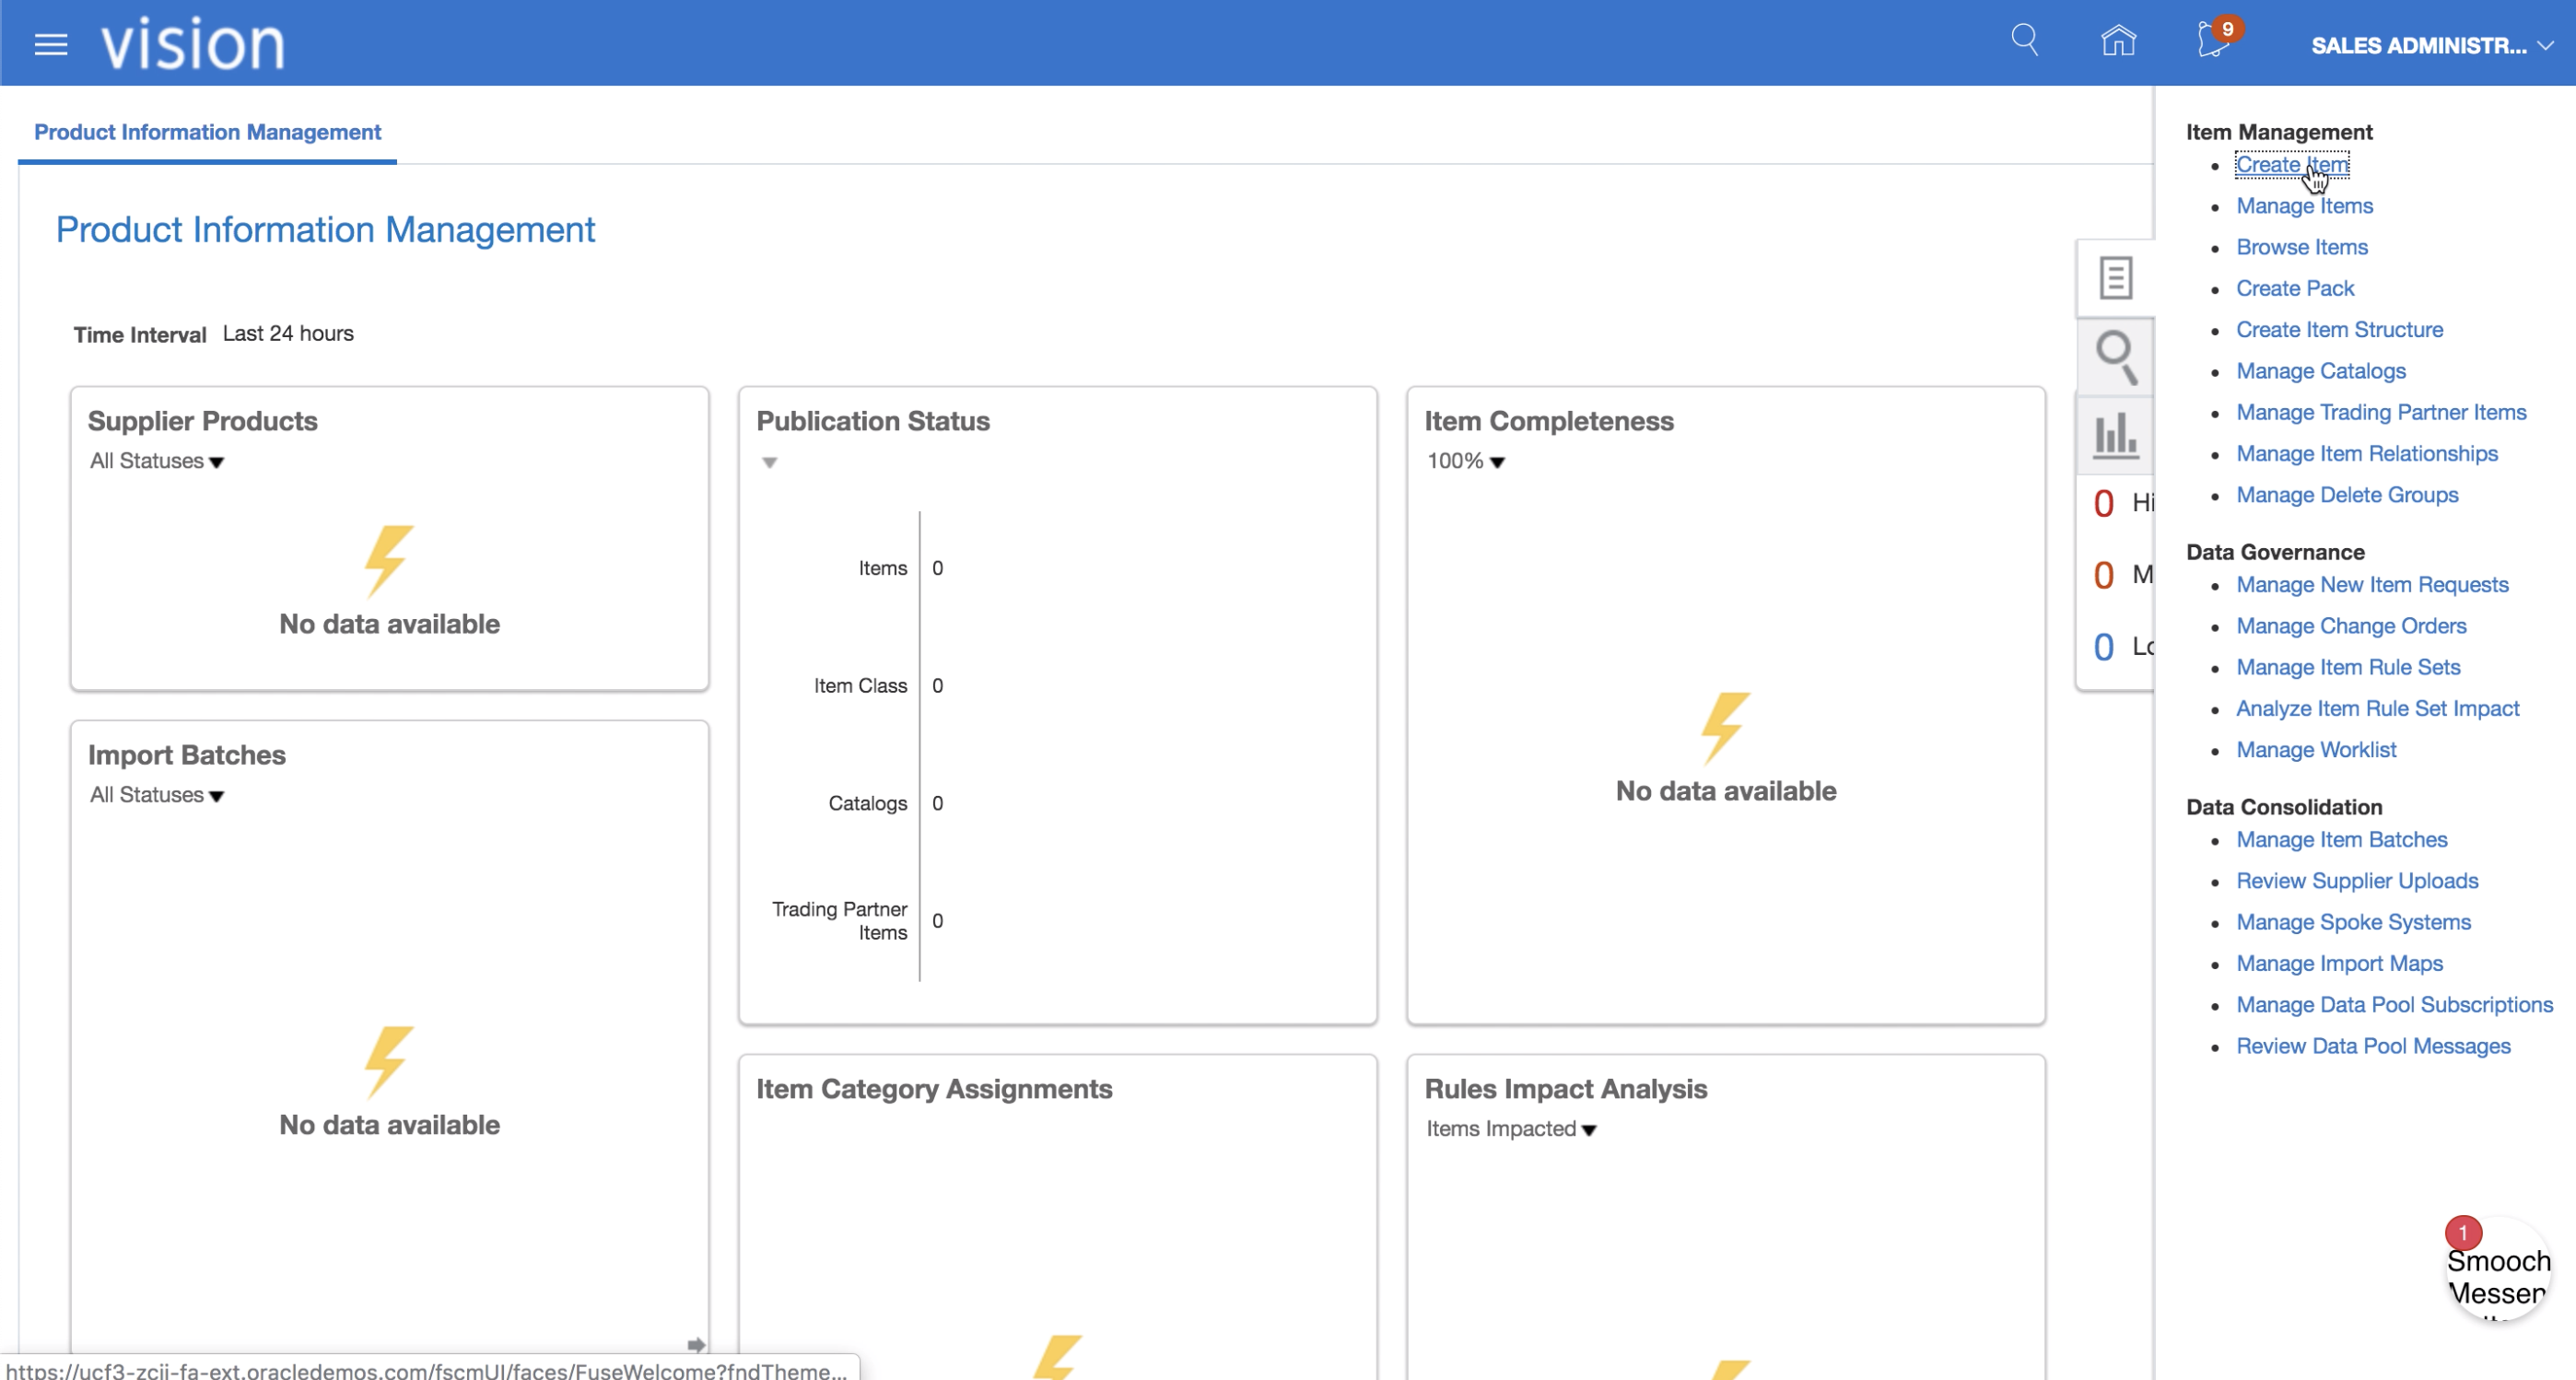 vision
9
SALES ADMINISTR...
Product Information Management
Product Information Management
Time Interval Last 24 hours
Supplier Products
All Statuses
No data available
Import Batches
All Statuses
No data available
Publication Status
Items 0
Item Class 0
Catalogs 0
Trading Partner
Items 0
Item Completeness
100%
No data available
Item Category Assignments
Rules Impact Analysis
Items Impacted
0 Hi
0 M
0 Lo
Item Management
Create Item
Manage Items
Browse Items
Create Pack
Create Item Structure
Manage Catalogs
Manage Trading Partner Items
Manage Item Relationships
Manage Delete Groups
Data Governance
Manage New Item Requests
Manage Change Orders
Manage Item Rule Sets
Analyze Item Rule Set Impact
Manage Worklist
Data Consolidation
Manage Item Batches
Review Supplier Uploads
Manage Spoke Systems
Manage Import Maps
Manage Data Pool Subscriptions
Review Data Pool Messages
1
Smooch
Messen
https://ucf3-zcij-fa-ext.oracledemos.com/fscmUI/faces/FuseWelcome?fndTheme...